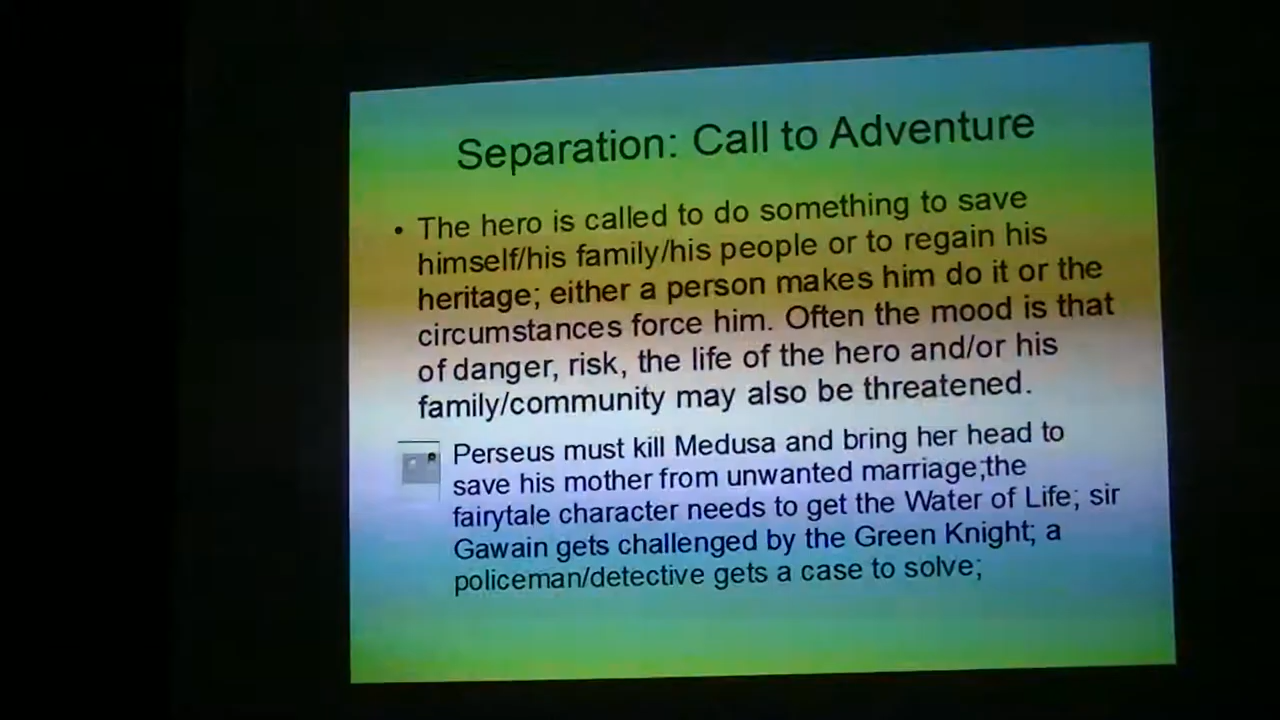 Separation: Call to Adventure
• The hero is called to do something to save
himself/his family/his people or to regain his
heritage; either a person makes him do it or the
circumstances force him. Often the mood is that
of danger, risk, the life of the hero and/or his
family/community may also be threatened.
Perseus must kill Medusa and bring her head to
save his mother from unwanted marriage;the
fairytale character needs to get the Water of Life; sir
Gawain gets challenged by the Green Knight; a
policeman/detective gets a case to solve;